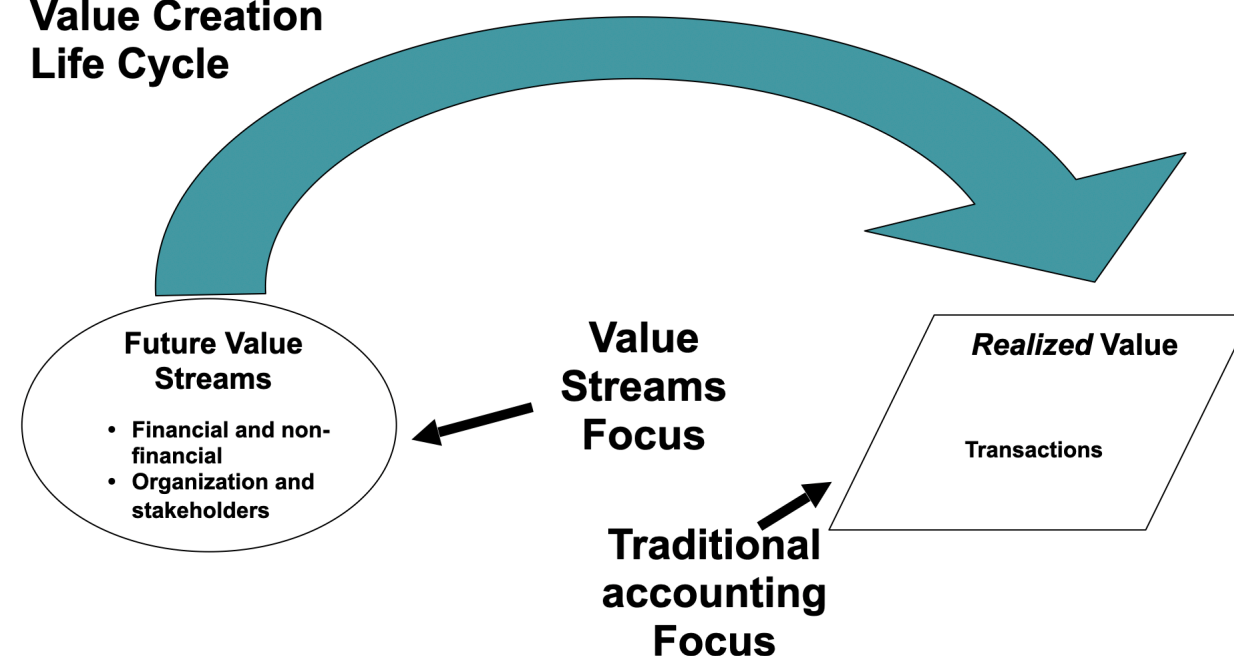 Value Creation
Life Cycle
Future Value
Streams
• Financial and non-
financial
• Organization and
stakeholders
Value
Streams
Focus
Realized Value
Transactions
Traditional
accounting
Focus